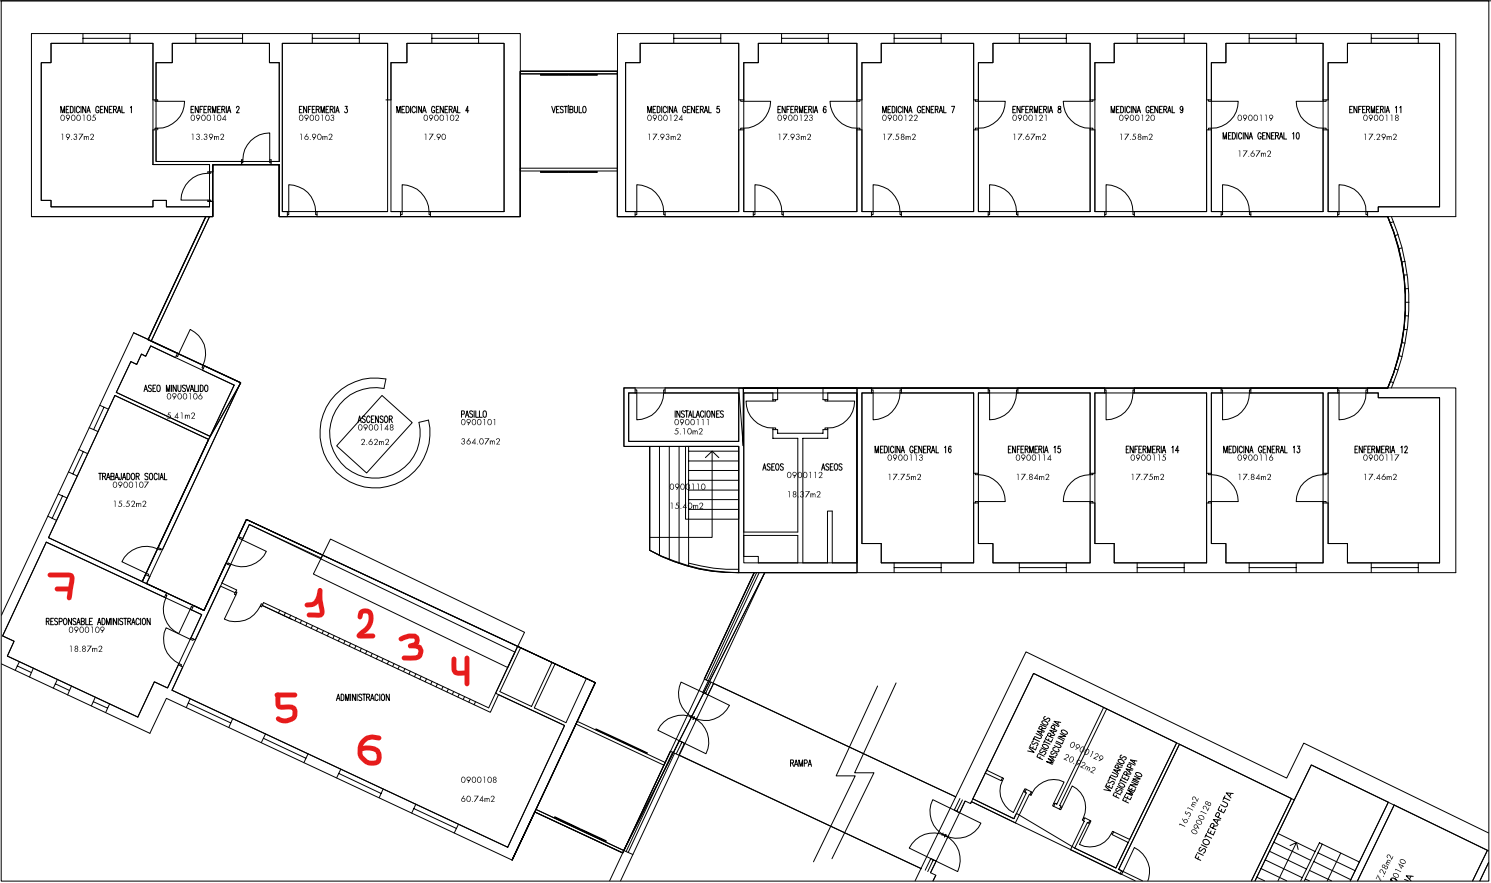 MEDICINA GENERAL 1
0900105
19.37m2
ENFERMERIA 2
0900104
13.39m2
ENFERMERIA 3
0900103
16.90m2
MEDICINA GENERAL 4
0900102
17.90
VESTÍBULO
MEDICINA GENERAL 5
0900124
17.93m2
ENFERMERIA 6
0900123
17.93m2
MEDICINA GENERAL 7
0900122
17.58m2
ENFERMERIA 8
0900121
17.67m2
MEDICINA GENERAL 9
0900120
17.58m2
0900119
MEDICINA GENERAL 10
17.67m2
ENFERMERIA 11
0900118
17.29m2
ASEO MINUSVALIDO
0900106
5.41m2
ASCENSOR
0900148
2.62m2
PASILLO
0900101
364.07m2
INSTALACIONES
0900111
5.10m2
TRABAJADOR SOCIAL
0900107
15.52m2
0900110
15.40m2
ASEOS
ASEOS
0900112
18.37m2
MEDICINA GENERAL 16
0900113
17.75m2
ENFERMERIA 15
0900114
17.84m2
ENFERMERIA 14
0900115
17.75m2
MEDICINA GENERAL 13
0900116
17.84m2
ENFERMERIA 12
0900117
17.46m2
7
RESPONSABLE ADMINISTRACION
0900109
18.87m2
1
2
3
4
5
6
ADMINISTRACION
0900108
60.74m2
RAMPA
VESTUARIOS
FISIOTERAPIA
MASCULINO
0900129
VESTUARIOS
FISIOTERAPIA
FEMENINO
16.51m2
0900128
FISIOTERAPEUTA